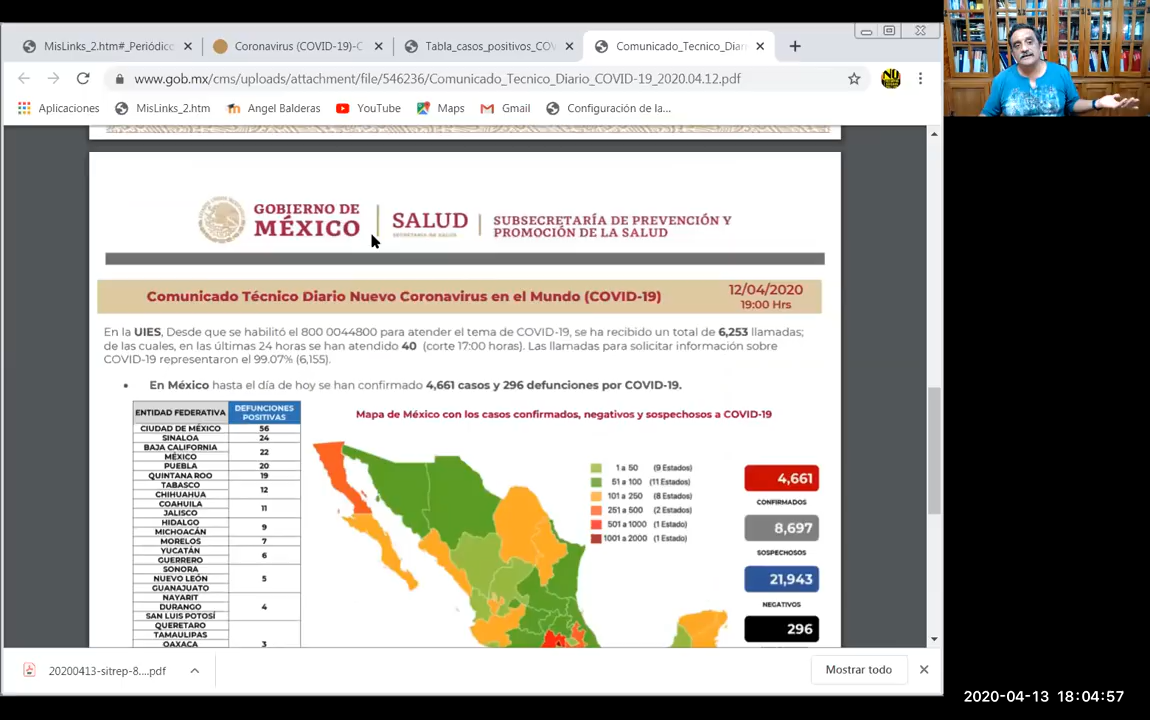 MisLinks_2.htm#_Periódic
Coronavirus (COVID-19)-C
Tabla_casos_positivos_COV
Comunicado_Tecnico_Diar
www.gob.mx/cms/uploads/attachment/file/546236/Comunicado_Tecnico_Diario_COVID-19_2020.04.12.pdf
NU
Aplicaciones
MisLinks_2.htm
Angel Balderas
YouTube
Maps
Gmail
Configuración de la...
GOBIERNO DE
MÉXICO
SALUD
SECRETARÍA DE SALUD
SUBSECRETARÍA DE PREVENCIÓN Y
PROMOCIÓN DE LA SALUD
Comunicado Técnico Diario Nuevo Coronavirus en el Mundo (COVID-19)
12/04/2020
19:00 Hrs
En la UIES, Desde que se habilitó el 800 0044800 para atender el tema de COVID-19, se ha recibido un total de 6,253 llamadas;
de las cuales, en las últimas 24 horas se han atendido 40 (corte 17:00 horas). Las llamadas para solicitar información sobre
COVID-19 representaron el 99.07% (6,155).
• En México hasta el día de hoy se han confirmado 4,661 casos y 296 defunciones por COVID-19.
ENTIDAD FEDERATIVA
DEFUNCIONES
POSITIVAS
CIUDAD DE MÉXICO 56
SINALOA 24
BAJA CALIFORNIA
MÉXICO
22
PUEBLA 20
QUINTANA ROO 19
TABASCO
CHIHUAHUA
12
COAHUILA
JALISCO
11
HIDALGO
MICHOACÁN
9
MORELOS 7
YUCATÁN
GUERRERO
6
SONORA
NUEVO LEÓN
GUANAJUATO
5
NAYARIT
DURANGO
SAN LUIS POTOSÍ
4
QUERETARO
TAMAULIPAS
OAXACA
3
Mapa de México con los casos confirmados, negativos y sospechosos a COVID-19
1 a 50 (9 Estados)
51 a 100 (11 Estados)
101 a 250 (8 Estados)
251 a 500 (2 Estados)
501 a 1000 (1 Estado)
1001 a 2000 (1 Estado)
4,661
CONFIRMADOS
8,697
SOSPECHOSOS
21,943
NEGATIVOS
296
20200413-sitrep-8....pdf
Mostrar todo
2020-04-13 18:04:57